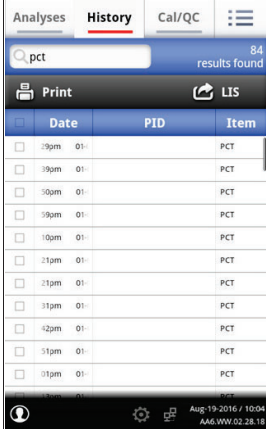 Analyses History Cal/QC
pct
84
results found
Print LIS
Date PID Item
29pm 01- PCT
39pm 01- PCT
50pm 01- PCT
59pm 01- PCT
10pm 01- PCT
21pm 01- PCT
21pm 01- PCT
31pm 01- PCT
42pm 01- PCT
51pm 01- PCT
01pm 01- PCT
Aug-19-2016 / 10:04
AA6.WW.02.28.18